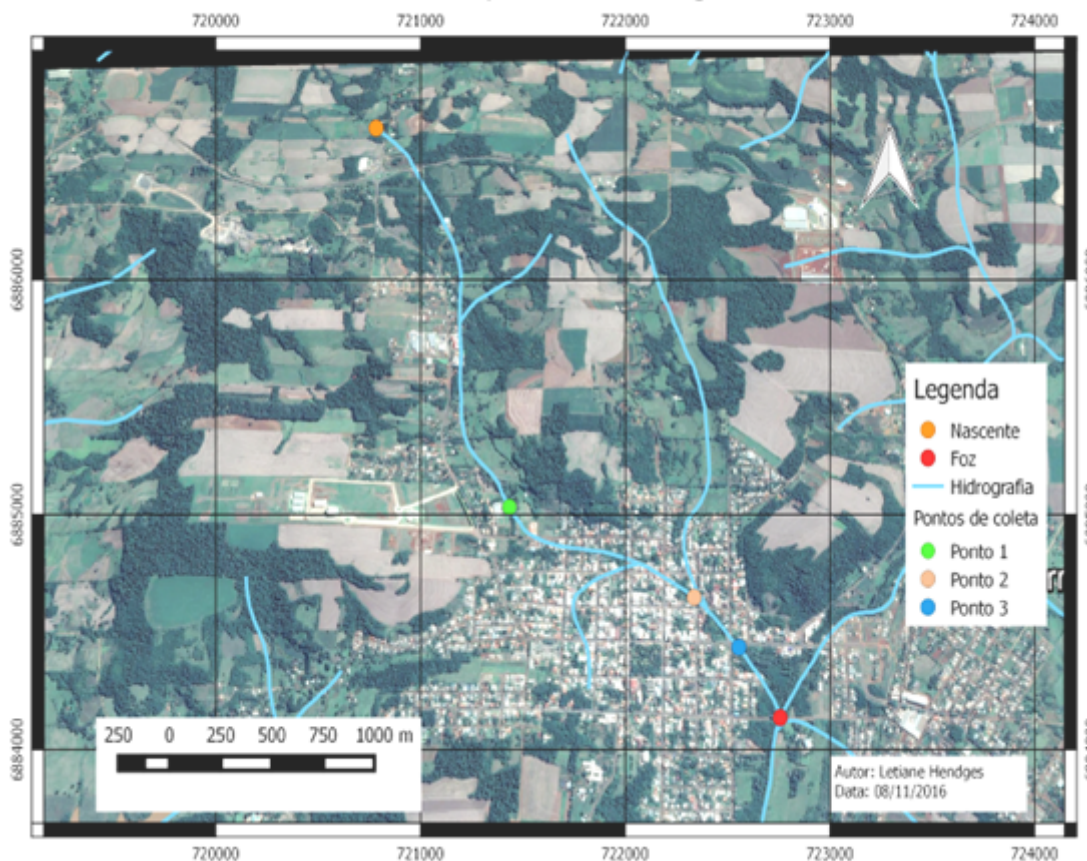 720000 721000 722000 723000 724000
6886000
6885000
6884000
Legenda
Nascente
Foz
Hidrografia
Pontos de coleta
Ponto 1
Ponto 2
Ponto 3
250 0 250 500 750 1000 m
Autor: Letiane Hendges
Data: 08/11/2016
720000 721000 722000 723000 724000